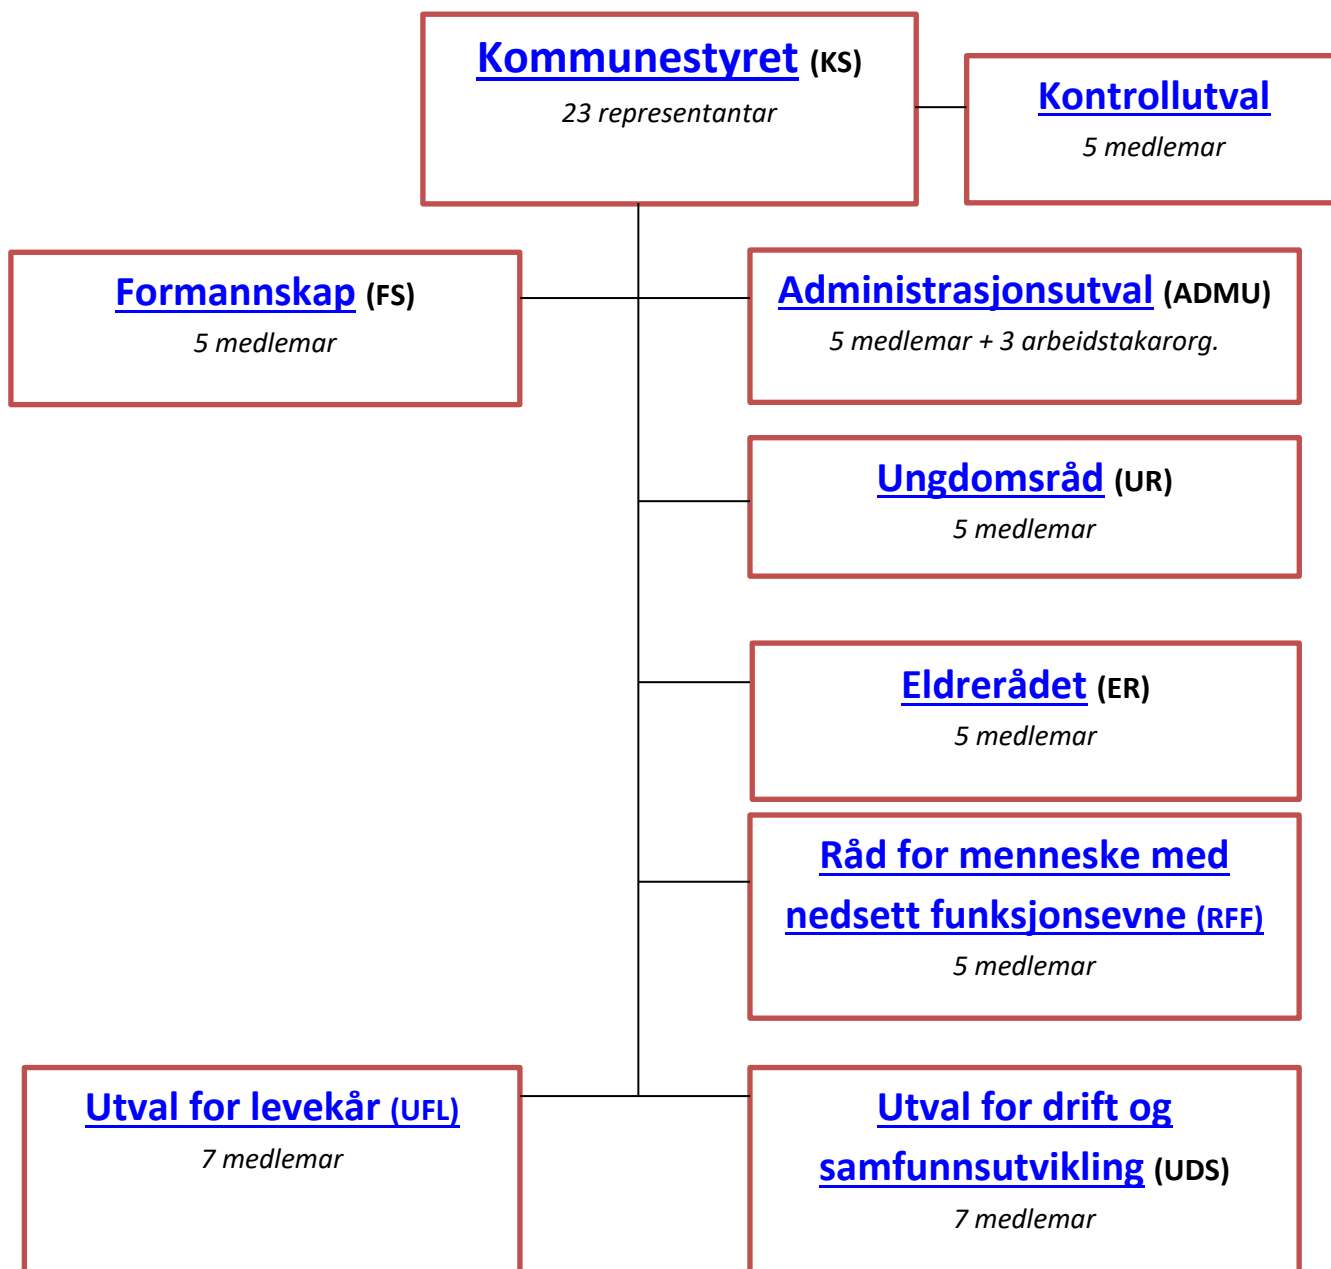 Kommunestyret (KS)
23 representantar
Kontrollutval
5 medlemar
Formannskap (FS)
5 medlemar
Administrasjonsutval (ADMU)
5 medlemar + 3 arbeidstakarorg.
Ungdomsråd (UR)
5 medlemar
Eldrerådet (ER)
5 medlemar
Råd for menneske med
nedsett funksjonsevne (RFF)
5 medlemar
Utval for levekår (UFL)
7 medlemar
Utval for drift og
samfunnsutvikling (UDS)
7 medlemar